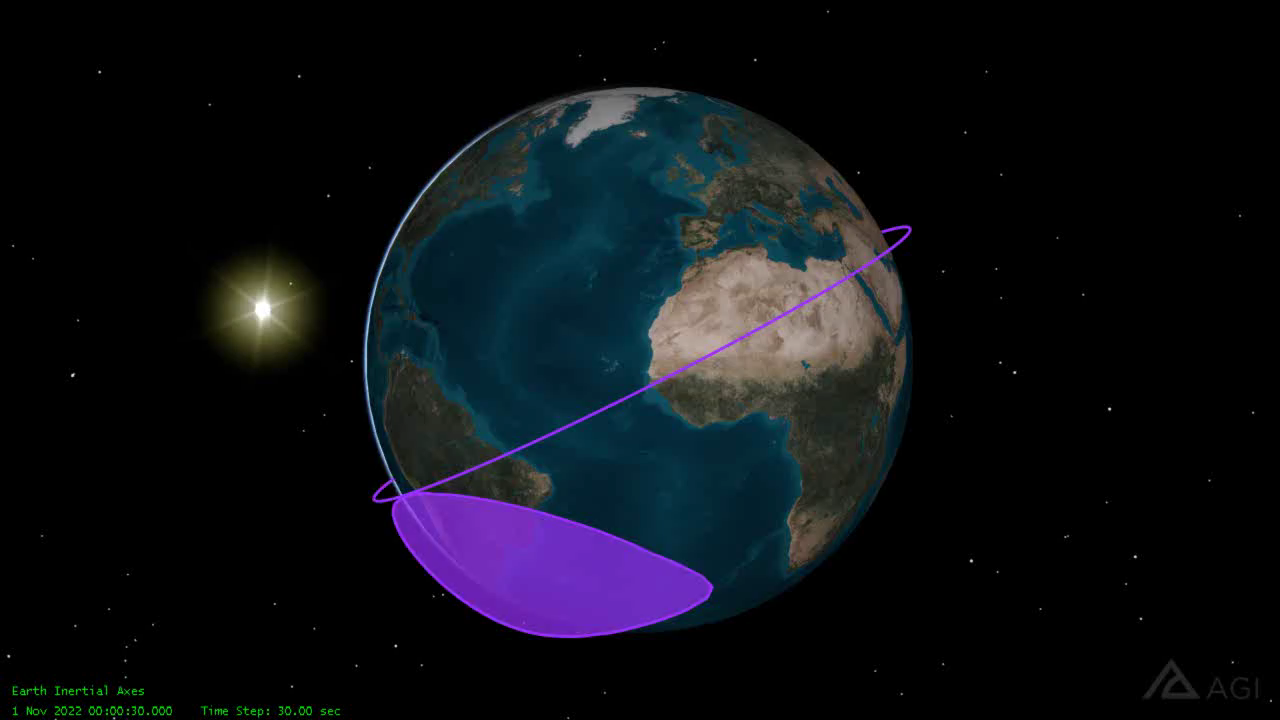 Earth Inertial Axes
1 Nov 2022 00:00:30.000 Time Step: 30.00 sec
AGI